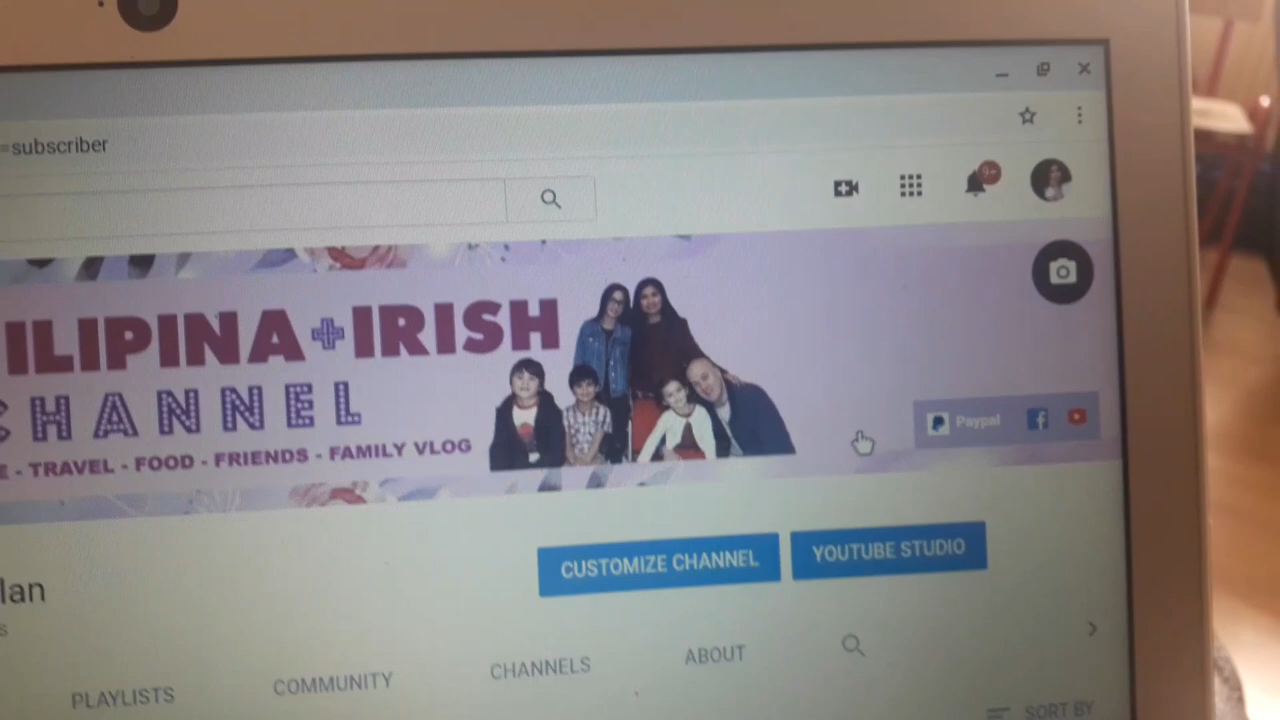 =subscriber
9+
ILIPINA+IRISH
CHANNEL
E - TRAVEL - FOOD - FRIENDS - FAMILY VLOG
Paypal
CUSTOMIZE CHANNEL
YOUTUBE STUDIO
lan
s
PLAYLISTS
COMMUNITY
CHANNELS
ABOUT
SORT BY